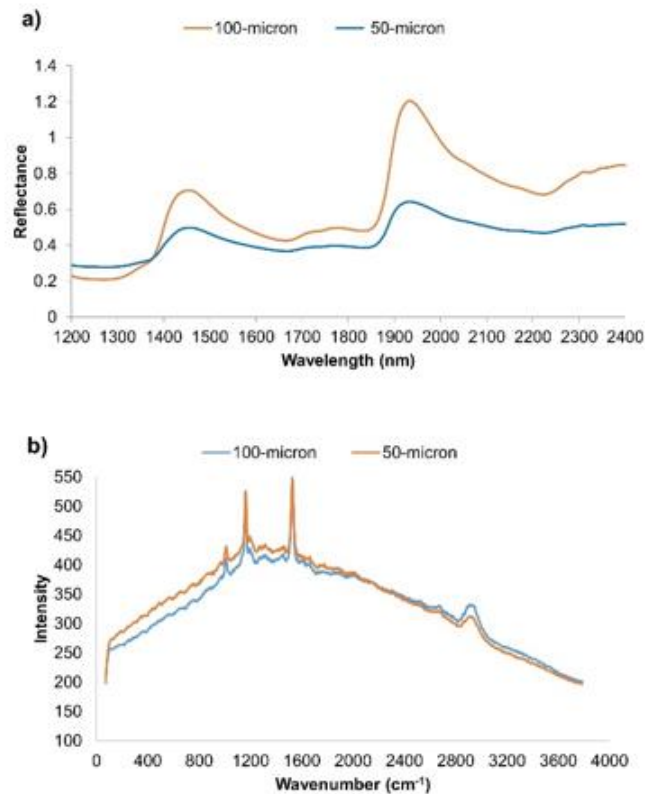 a)
100-micron 50-micron
1.4
1.2
1
0.8
0.6
0.4
0.2
0
Reflectance
1200 1300 1400 1500 1600 1700 1800 1900 2000 2100 2200 2300 2400
Wavelength (nm)
b)
100-micron 50-micron
550
500
450
400
350
300
250
200
150
100
Intensity
0 400 800 1200 1600 2000 2400 2800 3200 3600 4000
Wavenumber (cm⁻¹)